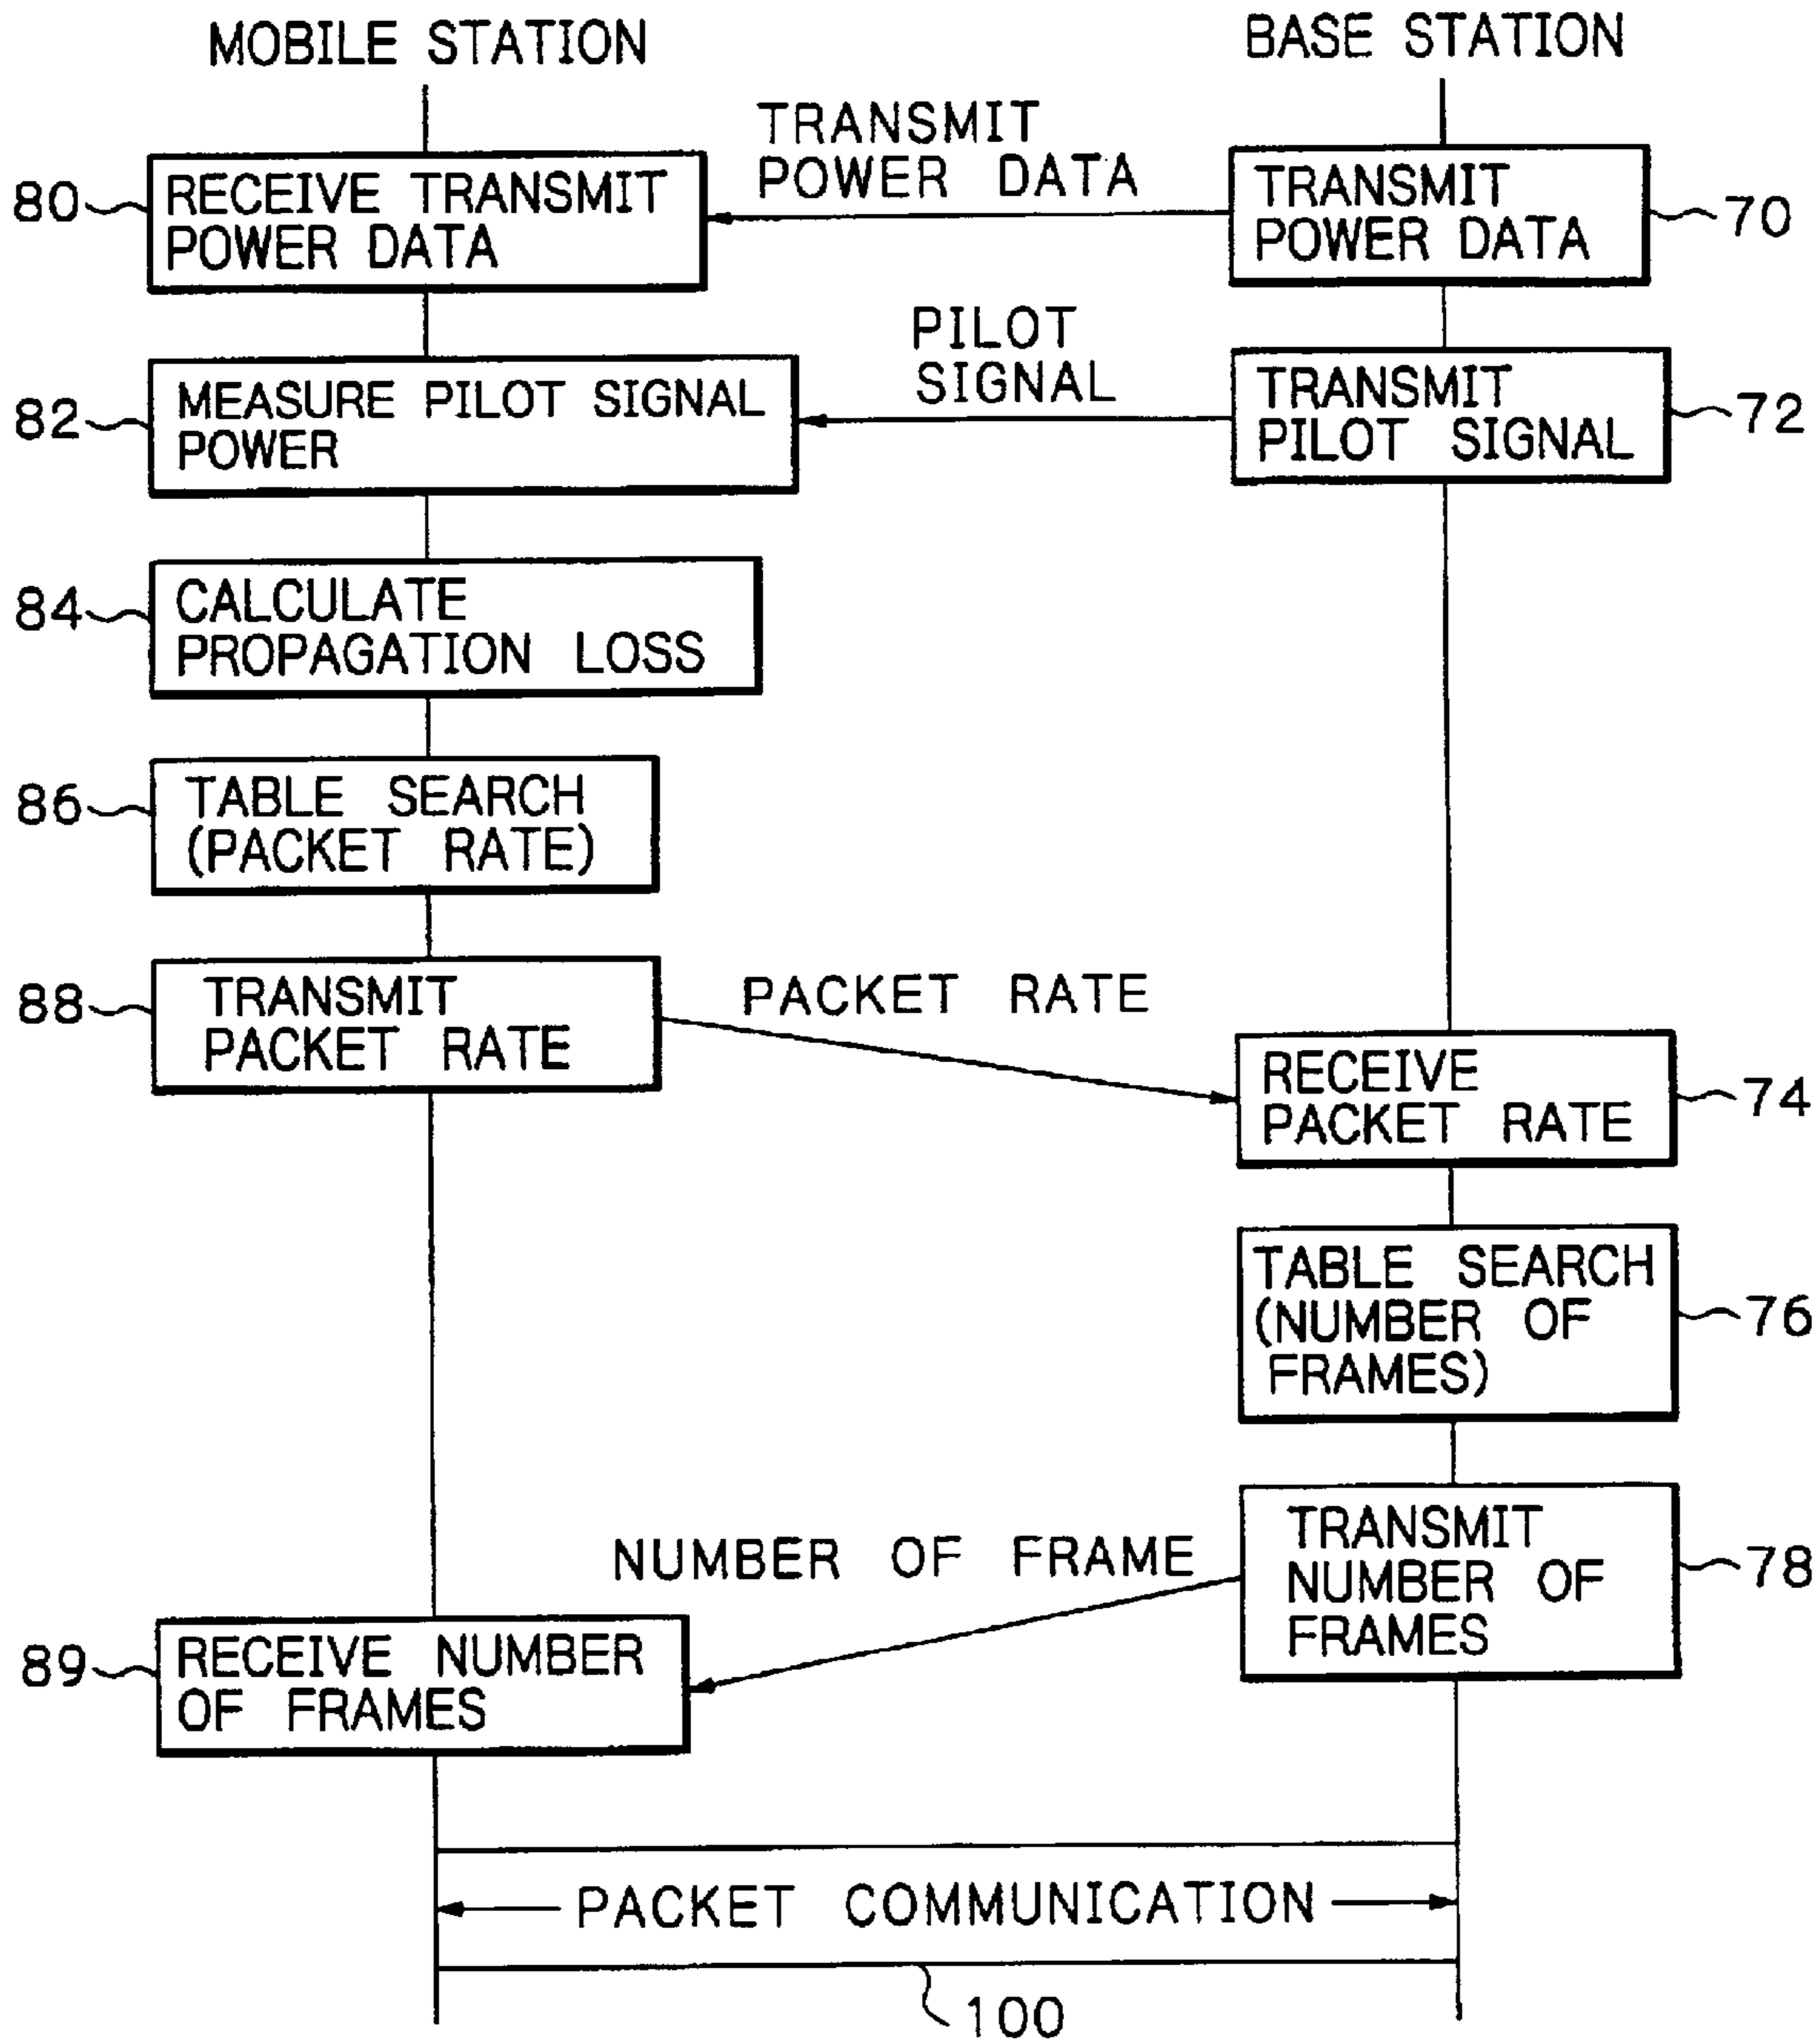 MOBILE STATION
BASE STATION
TRANSMIT
POWER DATA
80
RECEIVE TRANSMIT
POWER DATA
TRANSMIT
POWER DATA
70
PILOT
SIGNAL
82
MEASURE PILOT SIGNAL
POWER
TRANSMIT
PILOT SIGNAL
72
84
CALCULATE
PROPAGATION LOSS
86
TABLE SEARCH
(PACKET RATE)
88
TRANSMIT
PACKET RATE
PACKET RATE
RECEIVE
PACKET RATE
74
TABLE SEARCH
(NUMBER OF
FRAMES)
76
NUMBER OF FRAME
TRANSMIT
NUMBER OF
FRAMES
78
89
RECEIVE NUMBER
OF FRAMES
PACKET COMMUNICATION
100